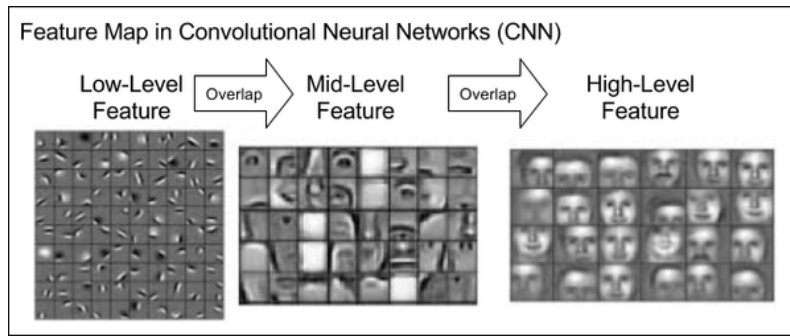 Feature Map in Convolutional Neural Networks (CNN)
Low-Level
Feature
Overlap
Mid-Level
Feature
Overlap
High-Level
Feature